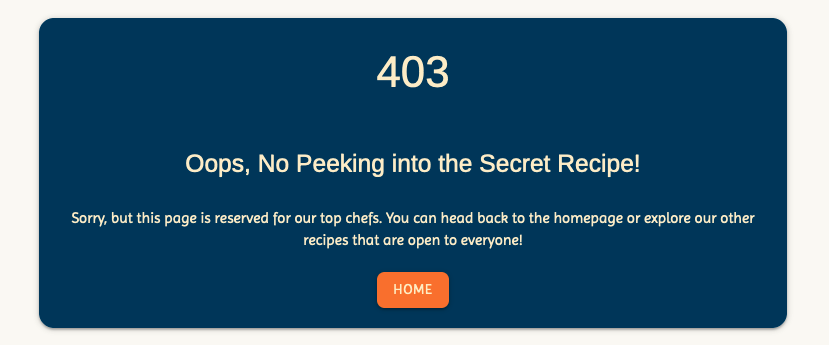 403
Oops, No Peeking into the Secret Recipe!
Sorry, but this page is reserved for our top chefs. You can head back to the homepage or explore our other
recipes that are open to everyone!
HOME